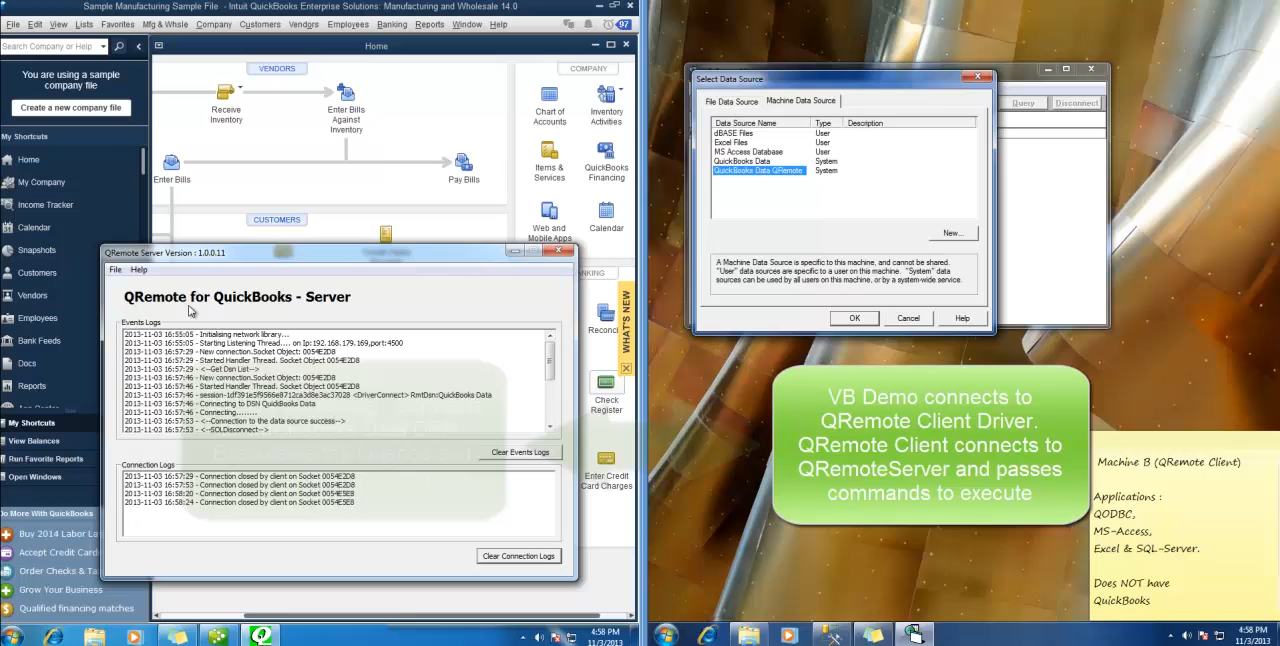 Sample Manufacturing Sample File - Intuit QuickBooks Enterprise Solutions: Manufacturing and Wholesale 14.0
File Edit View Lists Favorites Mfg & Whsle Company Customers Vendors Employees Banking Reports Window Help
97
Search Company or Help
Home
You are using a sample
company file
Create a new company file
My Shortcuts
Home
My Company
Income Tracker
Calendar
Snapshots
Customers
Vendors
Employees
Bank Feeds
Docs
Reports
My Shortcuts
View Balances
Run Favorite Reports
Open Windows
Do More With QuickBooks
Buy 2014 Labor La
Accept Credit Card
Order Checks & Ta
Grow Your Business
Qualified financing matches
VENDORS
Receive
Inventory
Enter Bills
Against
Inventory
Enter Bills
Pay Bills
CUSTOMERS
COMPANY
Chart of
Accounts
Inventory
Activities
Items &
Services
QuickBooks
Financing
Web and
Mobile Apps
Calendar
ANKING
Reconc
WHAT'S NEW
Check
Register
Enter Credit
Card Charges
QRemote Server Version : 1.0.0.11
File Help
QRemote for QuickBooks - Server
Events Logs
2013-11-03 16:55:05 - Initialising network library...
2013-11-03 16:55:05 - Starting Listening Thread.... on Ip:192.168.179.169,port:4500
2013-11-03 16:57:29 - New connection.Socket Object: 0054E2D8
2013-11-03 16:57:29 - Started Handler Thread. Socket Object 0054E2D8
2013-11-03 16:57:29 - <--Get Dsn List-->
2013-11-03 16:57:46 - New connection.Socket Object: 0054E2D8
2013-11-03 16:57:46 - Started Handler Thread. Socket Object 0054E2D8
2013-11-03 16:57:46 - session-1df391e5f9566e8712ca3d8e3ac37028 <DriverConnect> RmtDsn:QuickBooks Data
2013-11-03 16:57:46 - Connecting to DSN QuickBooks Data
2013-11-03 16:57:46 - Connecting........
2013-11-03 16:57:53 - <--Connection to the data source success-->
2013-11-03 16:57:53 - <--SQLDisconnect-->
Clear Events Logs
Connection Logs
2013-11-03 16:57:29 - Connection closed by client on Socket 0054E2D8
2013-11-03 16:57:53 - Connection closed by client on Socket 0054E2D8
2013-11-03 16:58:20 - Connection closed by client on Socket 0054E5E8
2013-11-03 16:58:24 - Connection closed by client on Socket 0054E5E8
Clear Connection Logs
4:58 PM
11/3/2013
Select Data Source
File Data Source Machine Data Source
Data Source Name Type Description
dBASE Files User
Excel Files User
MS Access Database User
QuickBooks Data System
QuickBooks Data QRemote System
New...
A Machine Data Source is specific to this machine, and cannot be shared.
"User" data sources are specific to a user on this machine. "System" data
sources can be used by all users on this machine, or by a system-wide service.
OK Cancel Help
Query Disconnect
VB Demo connects to
QRemote Client Driver.
QRemote Client connects to
QRemoteServer and passes
commands to execute
Machine B (QRemote Client)
Applications :
QODBC,
MS-Access,
Excel & SQL-Server.
Does NOT have
QuickBooks
4:58 PM
11/3/2013